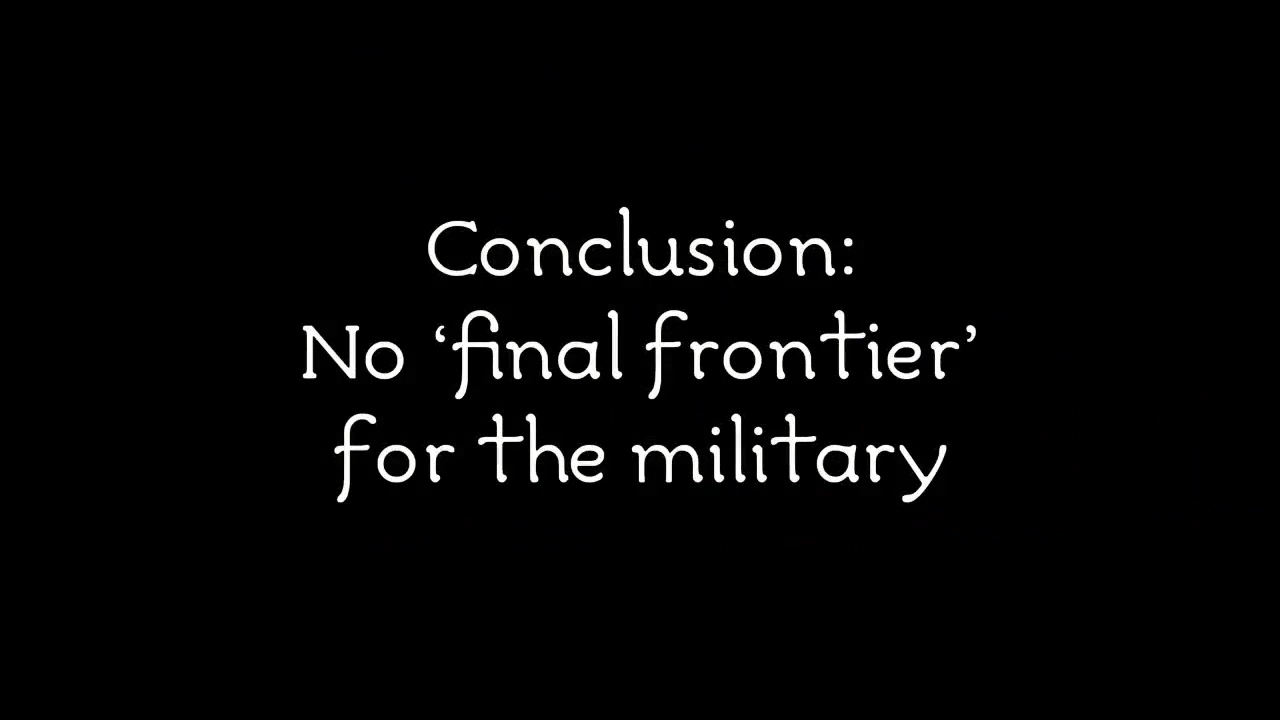 Conclusion:
No ‘final frontier’
for the military